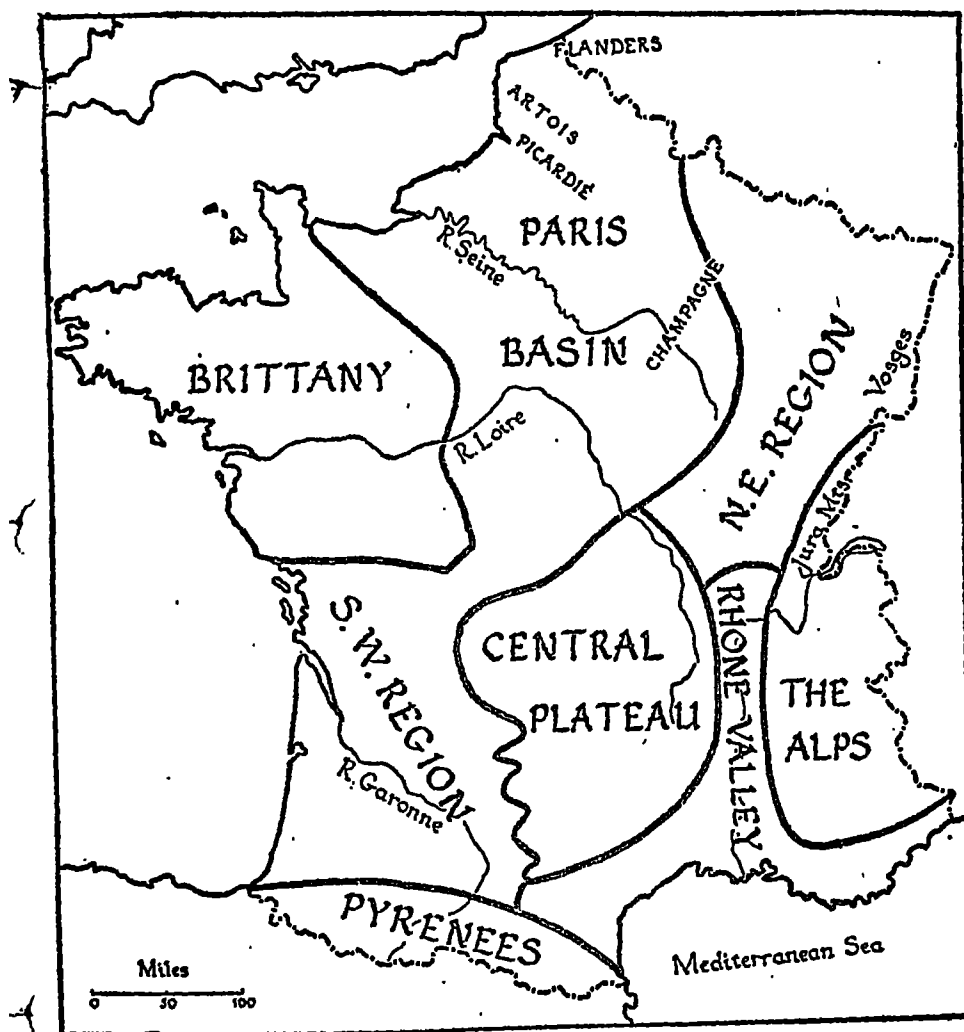 FLANDERS
ARTOIS
PICARDIE
PARIS
R. Seine
CHAMPAGNE
BASIN
BRITTANY
Vosges
N.E. REGION
R. Loire
Jura Mts.
S.W. REGION
CENTRAL
PLATEAU
RHONE VALLEY
THE
ALPS
R. Garonne
PYRENEES
Mediterranean Sea
Miles
0 50 100